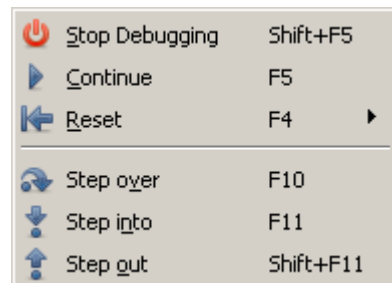 Stop Debugging Shift+F5
Continue F5
Reset F4
Step over F10
Step into F11
Step out Shift+F11